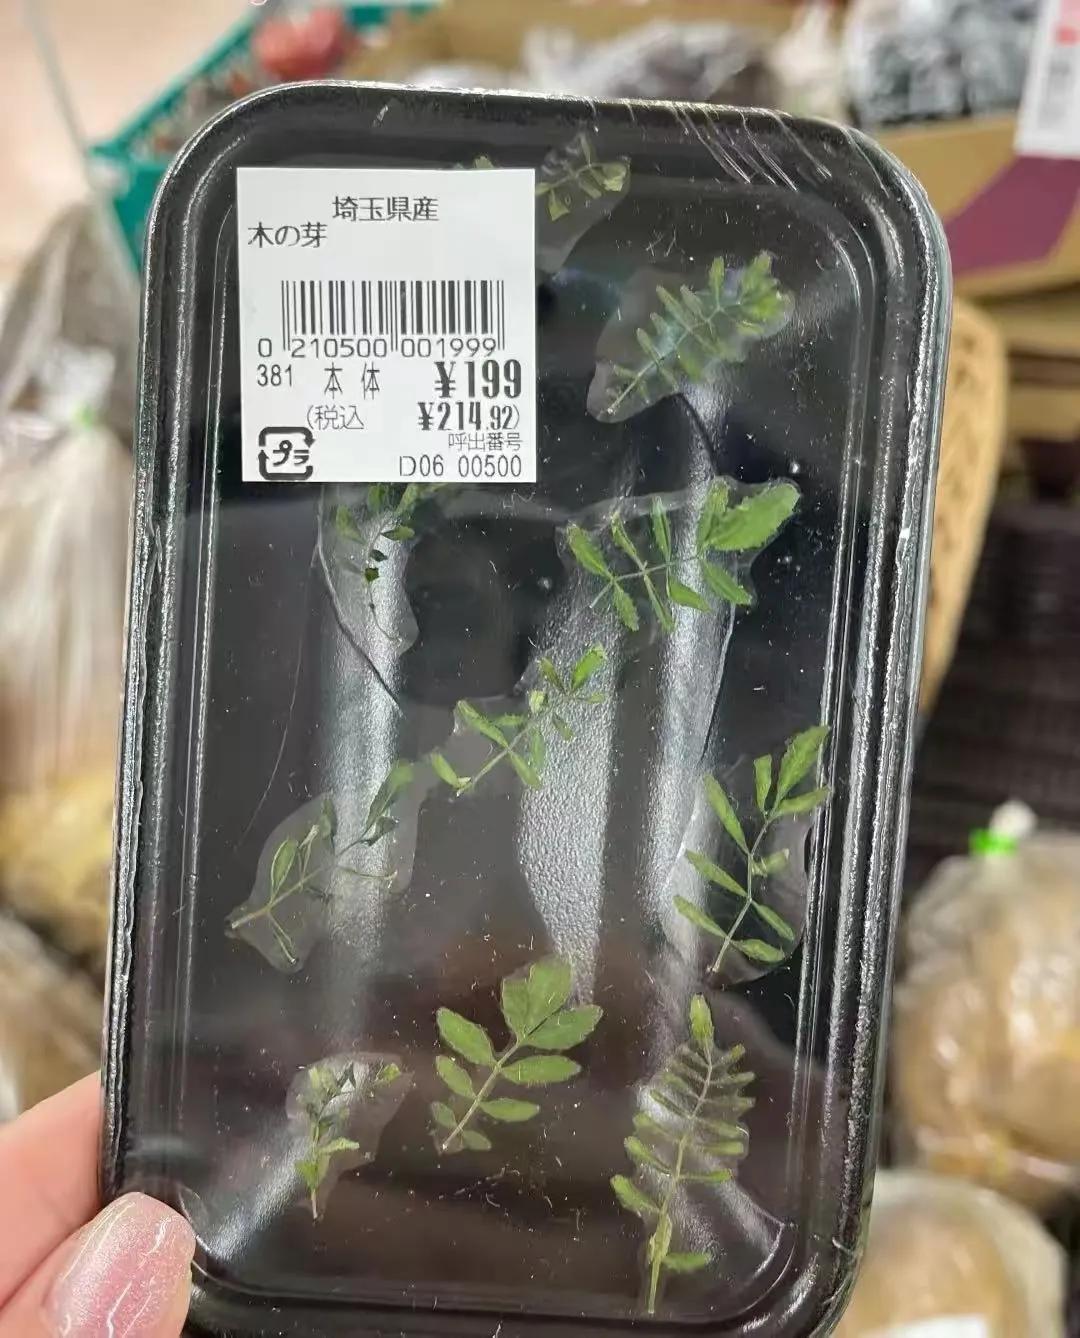 埼玉県産
木の芽
0 210500 001999
381 本体 ¥199
(税込 ¥214.92)
呼出番号
プラ D06 00500